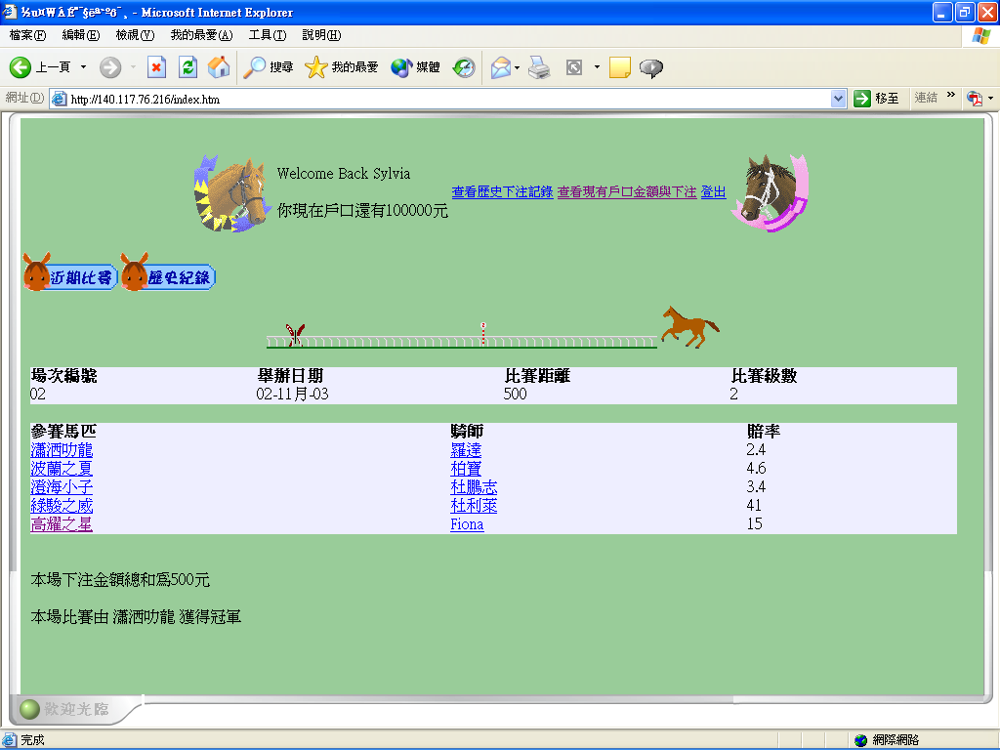 - Microsoft Internet Explorer
檔案(F) 編輯(E) 檢視(V) 我的最愛(A) 工具(T) 說明(H)
上一頁 搜尋 我的最愛 媒體
網址(D) http://140.117.76.216/index.htm 移至 連結 »
Welcome Back Sylvia
你現在戶口還有100000元
查看歷史下注記錄 查看現有戶口金額與下注 登出
近期比賽 歷史紀錄
2
場次編號 舉辦日期 比賽距離 比賽級數
02 02-11月-03 500 2
參賽馬匹 騎師 賠率
瀟洒叻龍 羅達 2.4
波蘭之夏 柏寶 4.6
澄海小子 杜鵬志 3.4
綠駿之威 杜利萊 41
高耀之星 Fiona 15
本場下注金額總和為500元
本場比賽由 瀟洒叻龍 獲得冠軍
歡迎光臨
完成 網際網路